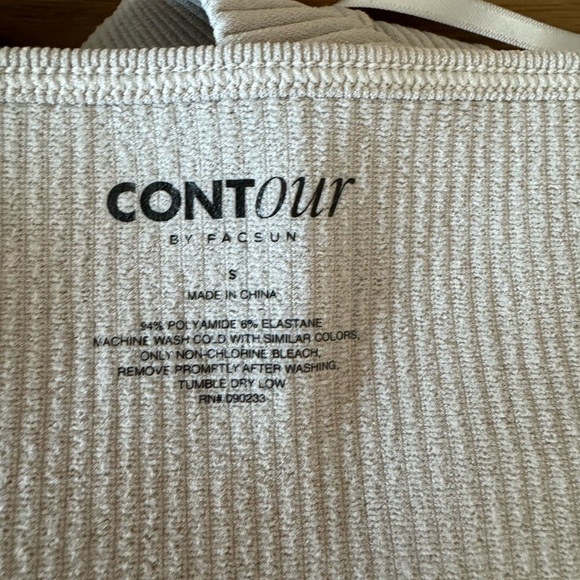 CONTour
BY FACSUN
S
MADE IN CHINA
94% POLYAMIDE 6% ELASTANE
MACHINE WASH COLD WITH SIMILAR COLORS,
ONLY NON-CHLORINE BLEACH,
REMOVE PROMPTLY AFTER WASHING,
TUMBLE DRY LOW
RN# 090233